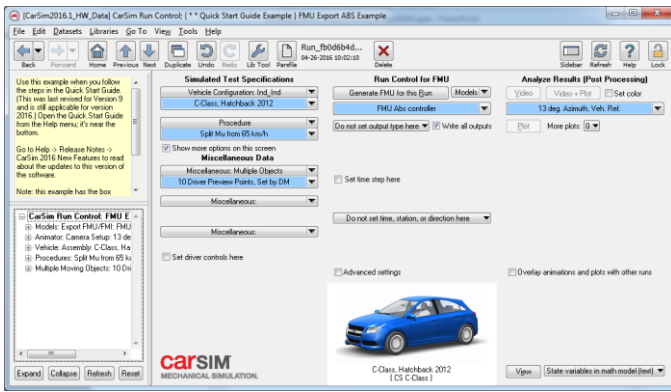 [CarSim2016.1_HW_Data] CarSim Run Control; { * * Quick Start Guide Example } FMU Export ABS Example
File Edit Datasets Libraries Go To View Tools Help
Back Forward Home Previous Next Duplicate Undo Redo Lib Tool Parsfile Delete Sidebar Refresh Help Lock
Run_fb0d6b4d...
04-26-2016 10:02:10
Use this example when you follow
the steps in the Quick Start Guide.
(This was last revised for Version 9
and is still applicable for version
2016.) Open the Quick Start Guide
from the Help menu; it's near the
bottom.
Go to Help -> Release Notes ->
CarSim 2016 New Features to read
about the updates to this version of
the software.
Note: this example has the box
CarSim Run Control: FMU E
Models: Export FMU/FMI: FMU
Animator: Camera Setup: 13 de
Vehicle: Assembly: C-Class, Ha
Procedures: Split Mu from 65 k
Multiple Moving Objects: 10 Dri
Expand Collapse Refresh Reset
Simulated Test Specifications
Vehicle Configuration: Ind_Ind
C-Class, Hatchback 2012
Procedure
Split Mu from 65 km/h
Show more options on this screen
Miscellaneous Data
Miscellaneous: Multiple Objects
10 Driver Preview Points, Set by DM
Miscellaneous:
Miscellaneous:
Set driver controls here
CarSIM
MECHANICAL SIMULATION.
Run Control for FMU
Generate FMU for this Run Models
FMU Abs controller
Do not set output type here Write all outputs
Set time step here
Do not set time, station, or direction here
Advanced settings
C-Class, Hatchback 2012
{ CS C-Class }
Analyze Results (Post Processing)
Video Video + Plot Set color
13 deg. Azimuth, Veh. Ref.
Plot More plots: 0
Overlay animations and plots with other runs
View State variables in math model (text)